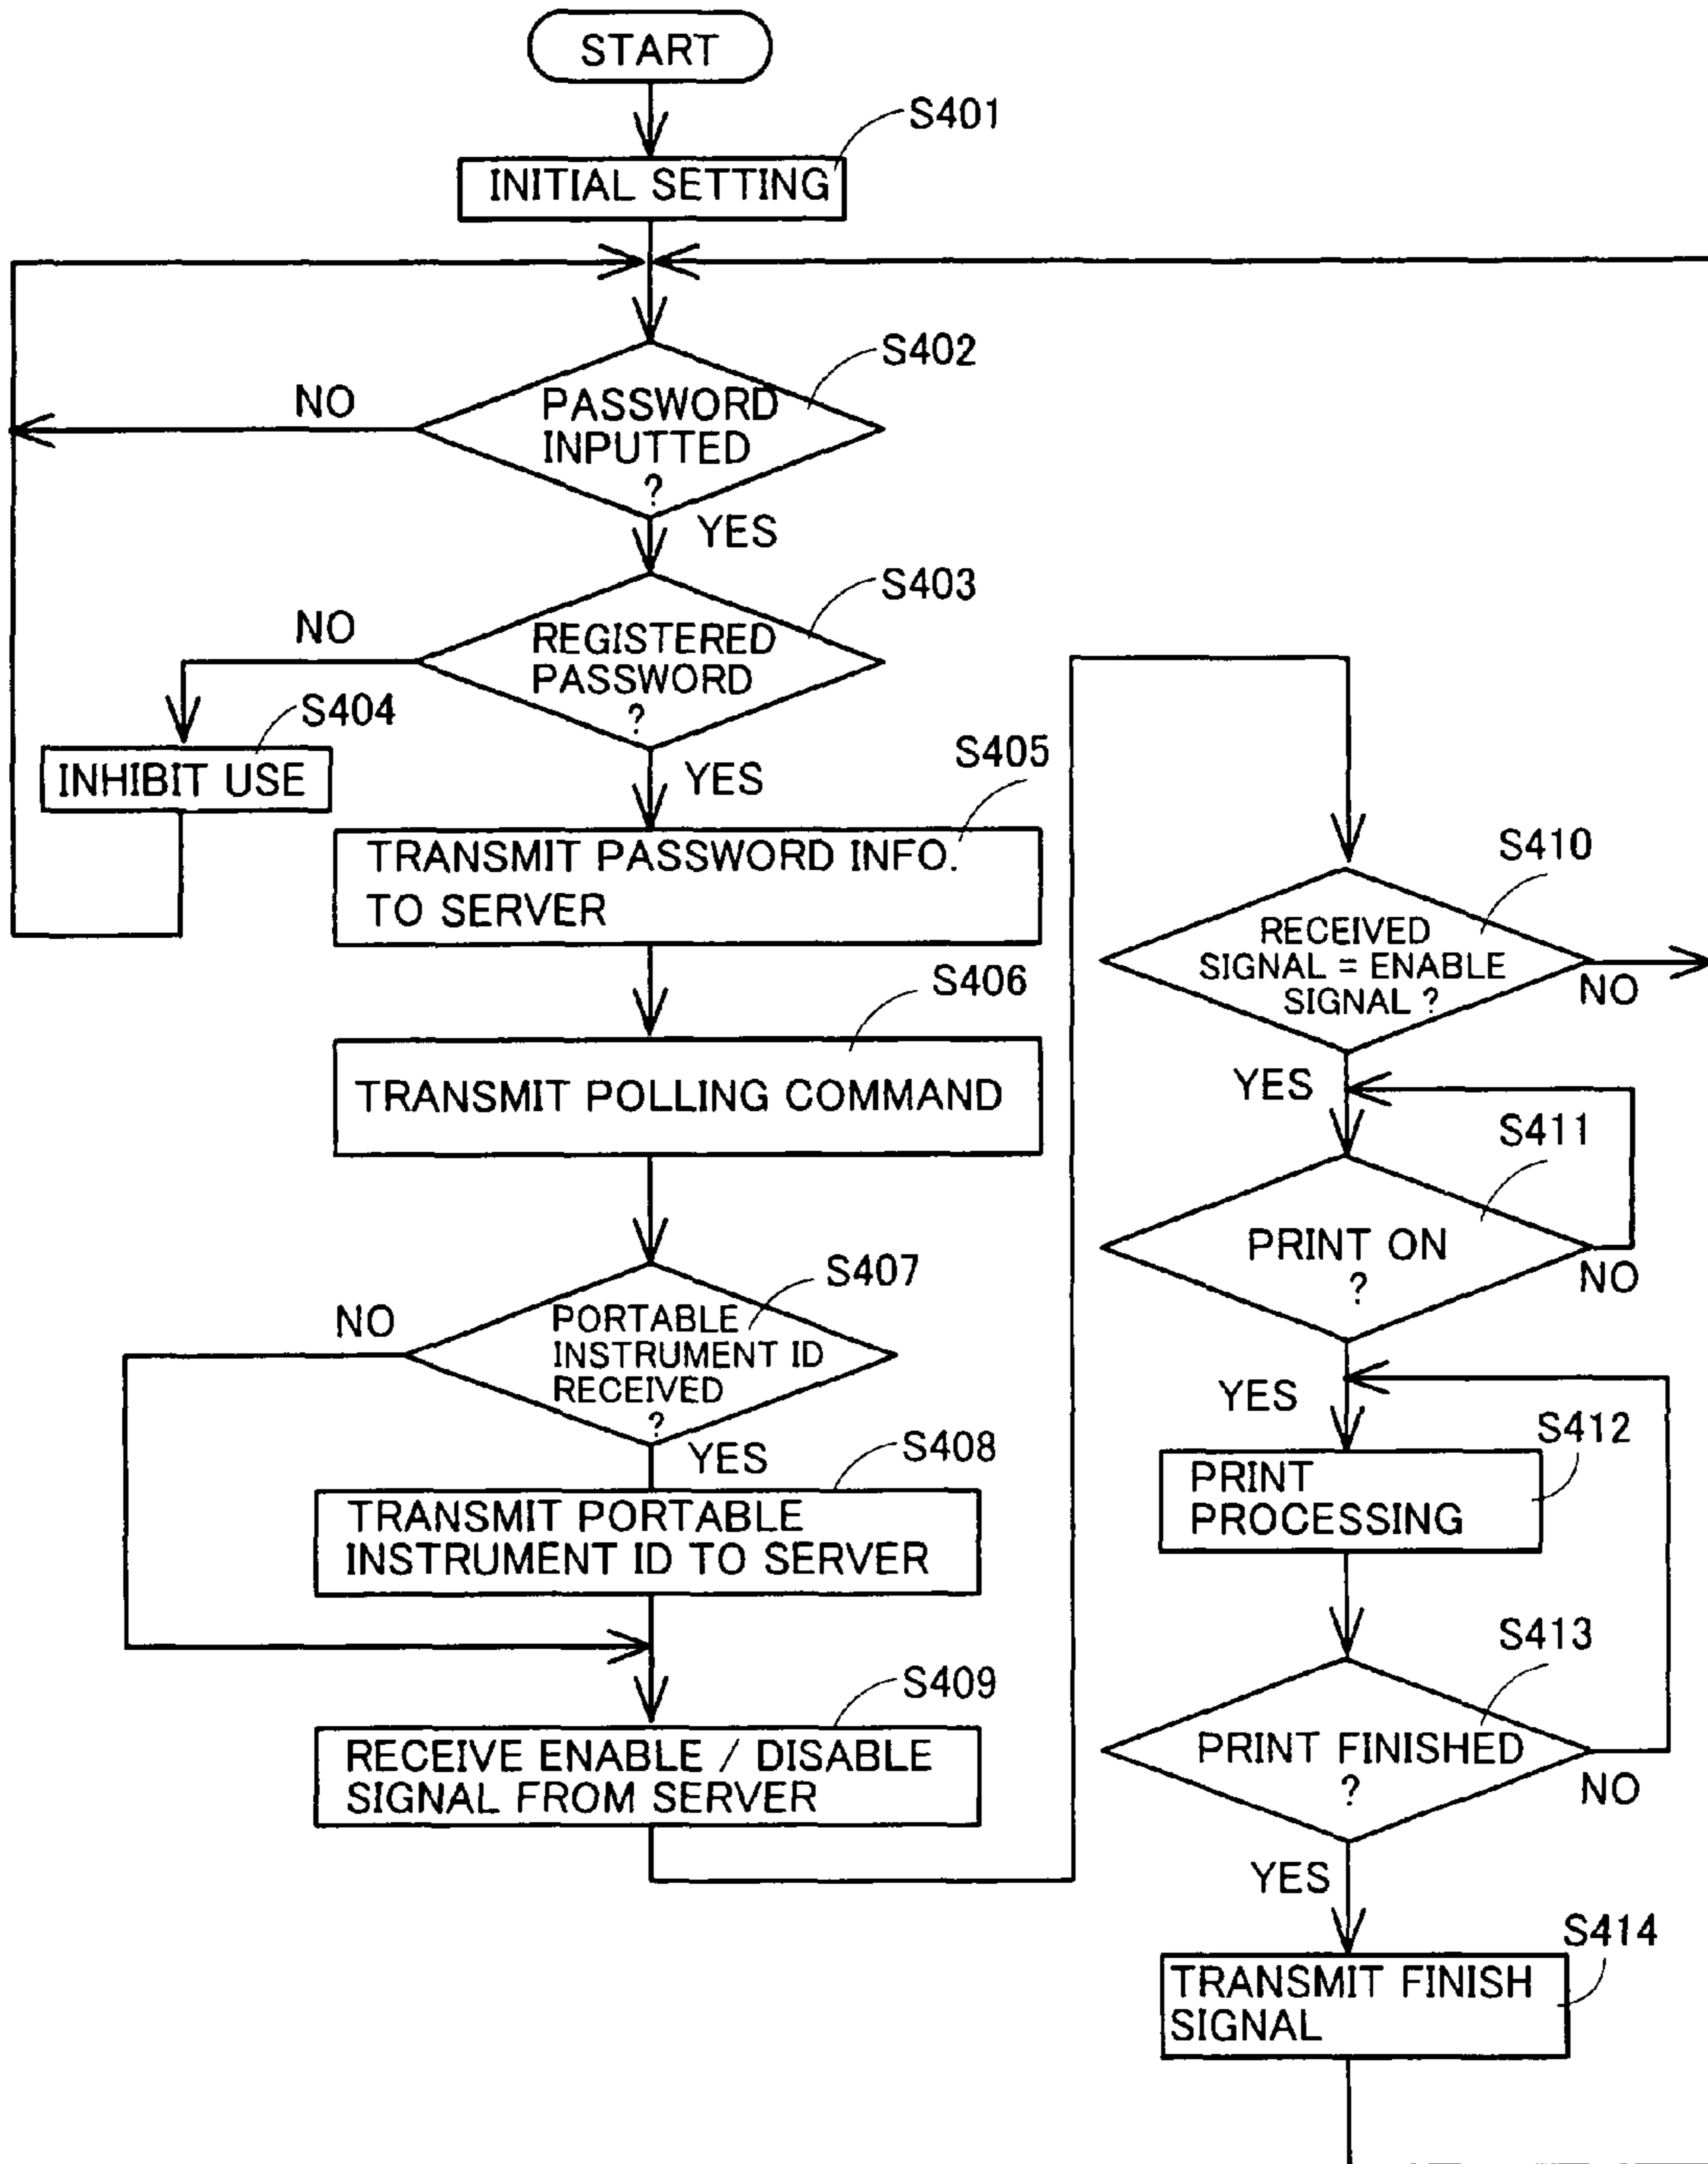 START
S401
INITIAL SETTING
S402
NO
PASSWORD
INPUTTED
?
YES
S403
NO
REGISTERED
PASSWORD
?
S404
INHIBIT USE
YES
S405
TRANSMIT PASSWORD INFO.
TO SERVER
S406
TRANSMIT POLLING COMMAND
S407
NO
PORTABLE
INSTRUMENT ID
RECEIVED
?
YES
S408
TRANSMIT PORTABLE
INSTRUMENT ID TO SERVER
S409
RECEIVE ENABLE / DISABLE
SIGNAL FROM SERVER
S410
RECEIVED
SIGNAL = ENABLE
SIGNAL ?
NO
YES
S411
PRINT ON
?
NO
YES
S412
PRINT
PROCESSING
S413
PRINT FINISHED
?
NO
YES
S414
TRANSMIT FINISH
SIGNAL